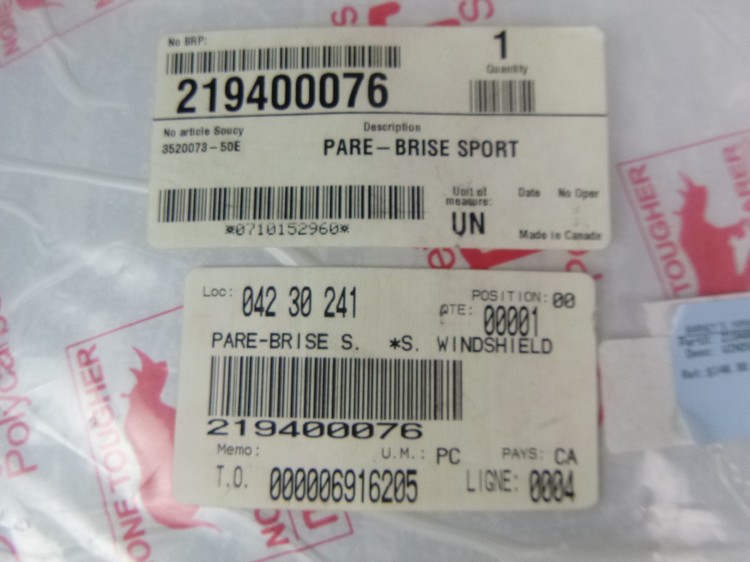 No BRP:
1
Quantity
219400076
No article Soucy
Description
3520073-50E
PARE-BRISE SPORT
Unit of measure:
Date
No Oper
UN
*0710152960*
Made in Canada
Loc: 042 30 241
POSITION: 00
QTE: 00001
PARE-BRISE S. *S. WINDSHIELD
219400076
Memo:
U.M.: PC
PAYS: CA
T.O. 000006916205
LIGNE: 0004
NONE TOUGHER
TOUGHER